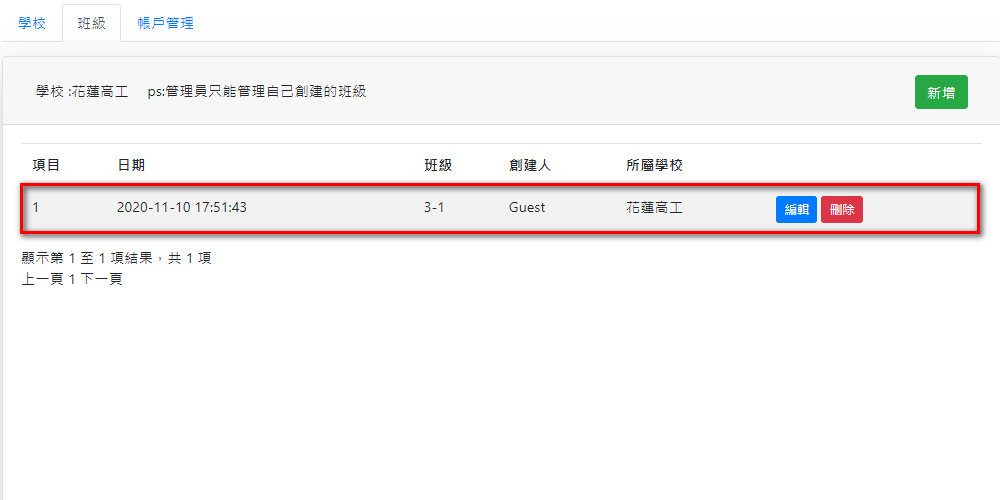 學校 班級 帳戶管理
學校 :花蓮高工 ps:管理員只能管理自己創建的班級 新增
項目 日期 班級 創建人 所屬學校
1 2020-11-10 17:51:43 3-1 Guest 花蓮高工 編輯 刪除
顯示第 1 至 1 項結果，共 1 項
上一頁 1 下一頁